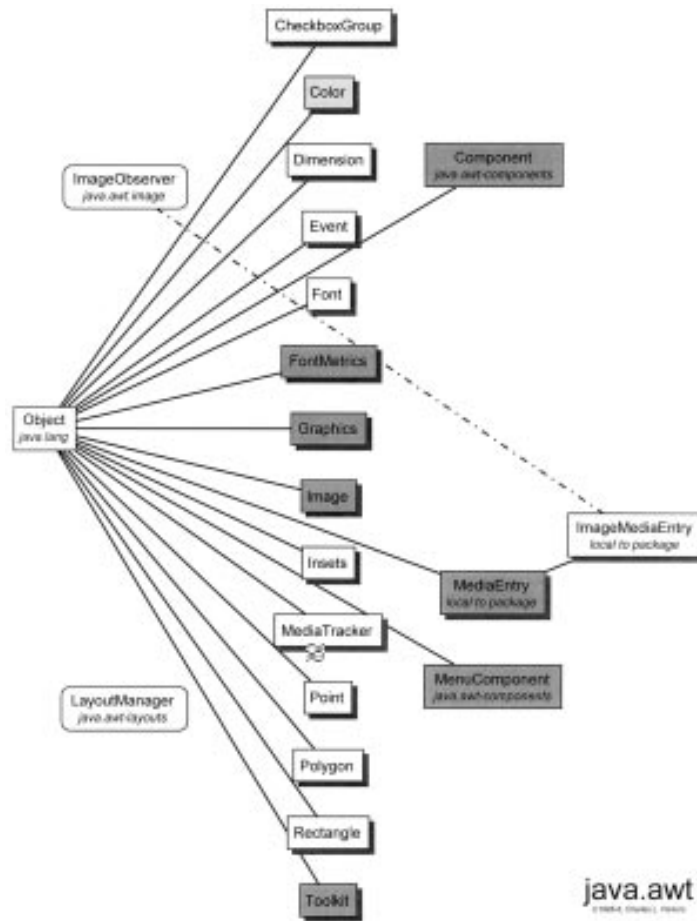 CheckboxGroup
Color
Dimension
Component
java.awt-components
ImageObserver
java.awt.image
Event
Font
FontMetrics
Object
java.lang
Graphics
Image
ImageMediaEntry
local to package
Insets
MediaEntry
local to package
MediaTracker
MenuComponent
java.awt-components
LayoutManager
java.awt-layouts
Point
Polygon
Rectangle
Toolkit
java.awt